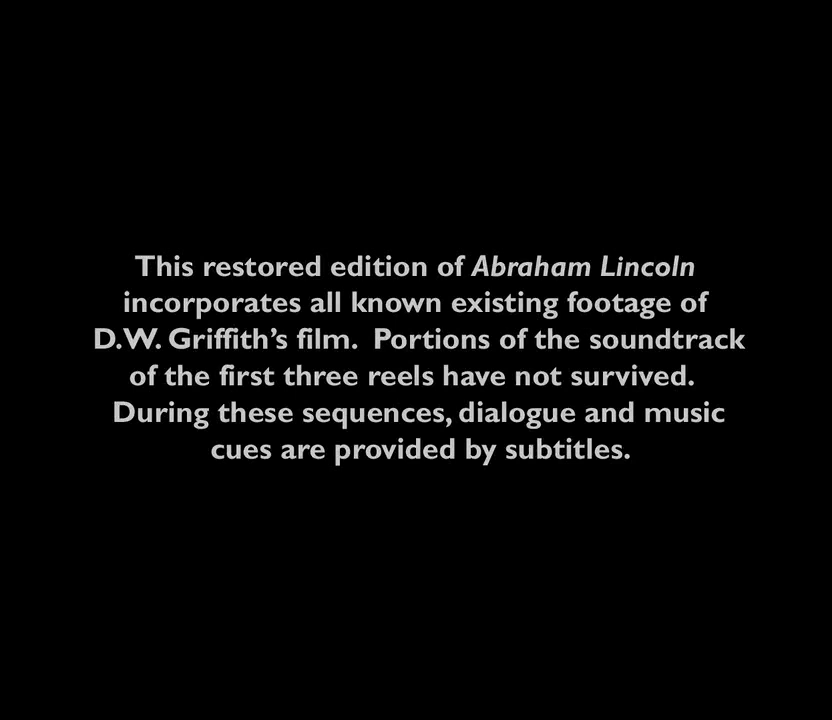 This restored edition of Abraham Lincoln
incorporates all known existing footage of
D.W. Griffith’s film.  Portions of the soundtrack
of the first three reels have not survived.
During these sequences, dialogue and music
cues are provided by subtitles.